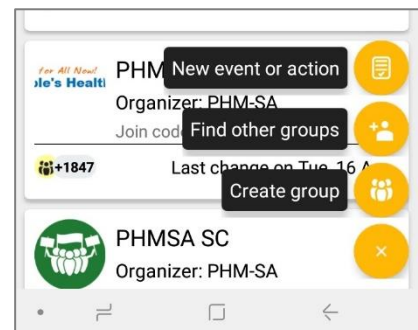 for All Now!
ple's Health
PHM
New event or action
Organizer: PHM-SA
Find other groups
Join code
+1847
Last change on Tue, 16 A
Create group
PHMSA SC
Organizer: PHM-SA